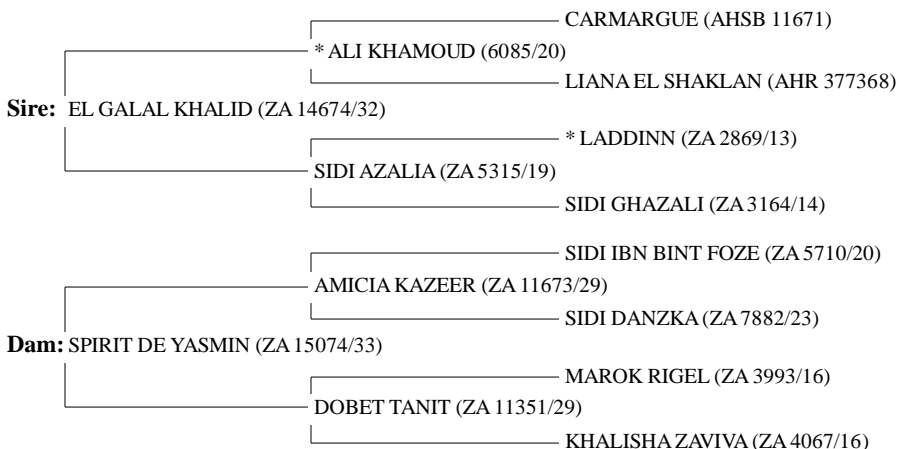 CARMARGUE (AHSB 11671)
* ALI KHAMOUD (6085/20)
LIANA EL SHAKLAN (AHR 377368)
Sire: EL GALAL KHALID (ZA 14674/32)
* LADDINN (ZA 2869/13)
SIDI AZALIA (ZA 5315/19)
SIDI GHAZALI (ZA 3164/14)
SIDI IBN BINT FOZE (ZA 5710/20)
AMICIA KAZEER (ZA 11673/29)
SIDI DANZKA (ZA 7882/23)
Dam: SPIRIT DE YASMIN (ZA 15074/33)
MAROK RIGEL (ZA 3993/16)
DOBET TANIT (ZA 11351/29)
KHALISHA ZAVIVA (ZA 4067/16)